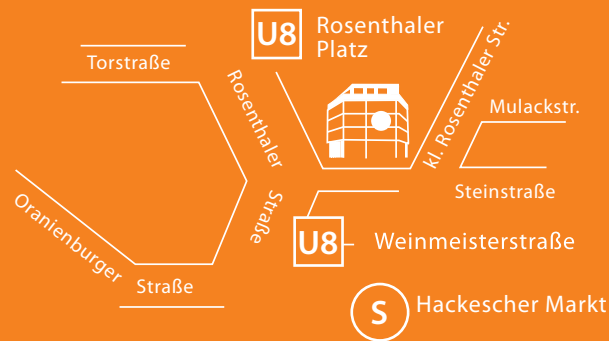 U8 Rosenthaler
Platz
Torstraße
Rosenthaler
Straße
kl. Rosenthaler Str.
Mulackstr.
Steinstraße
Oranienburger
Straße
U8 Weinmeisterstraße
S Hackescher Markt